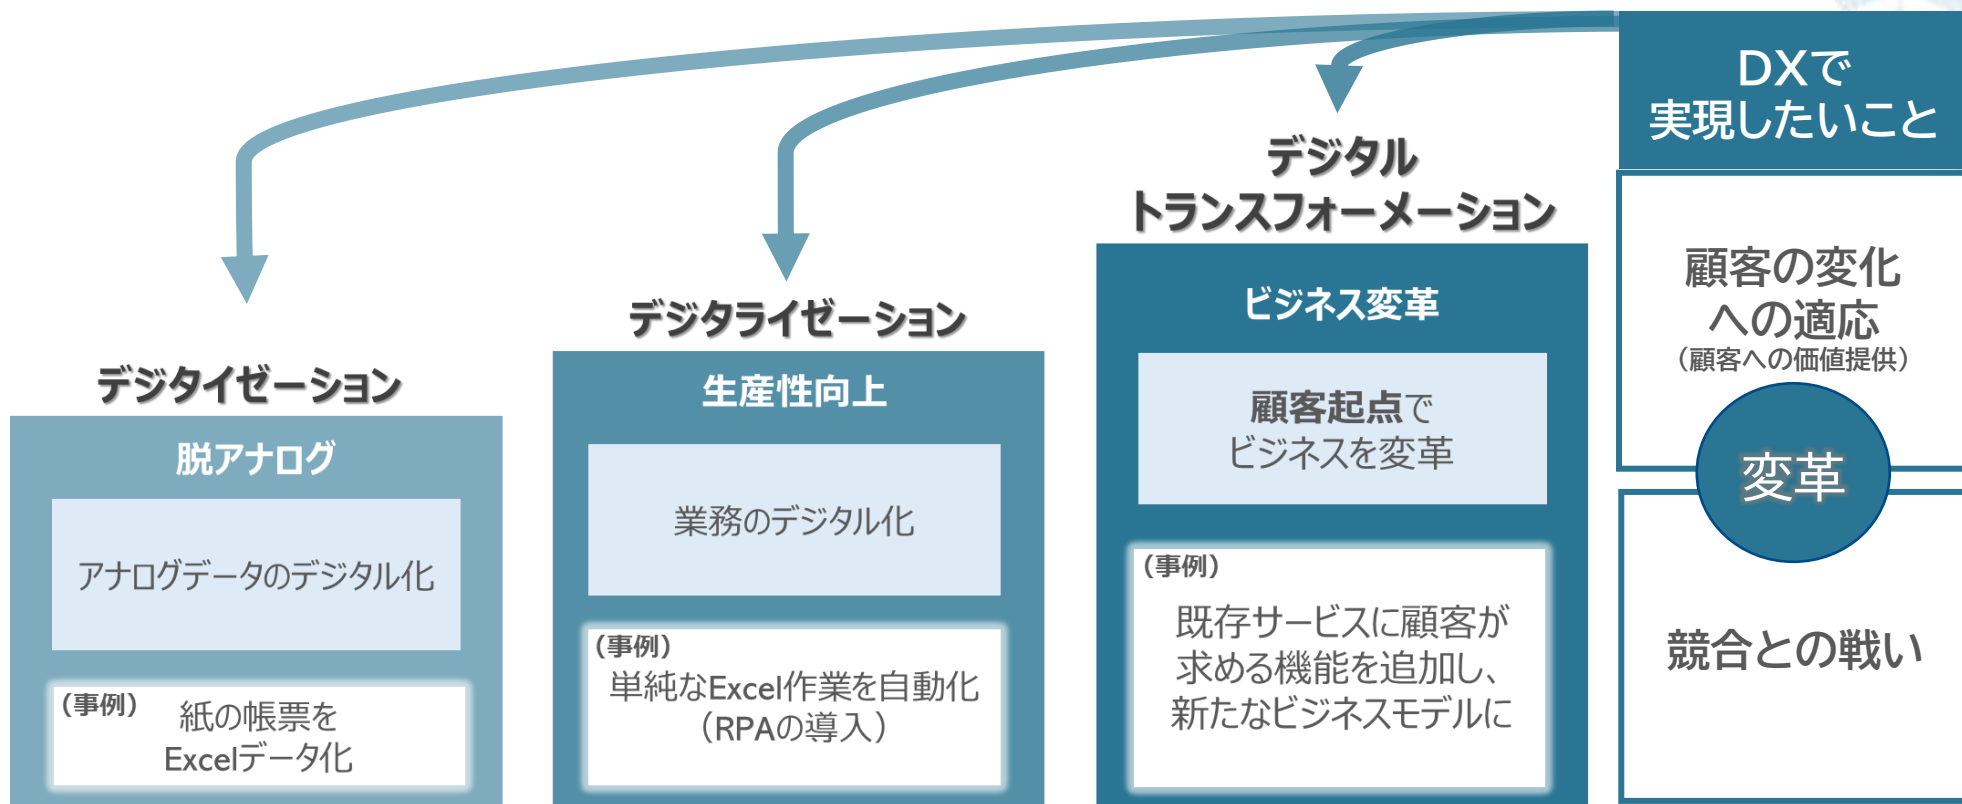 デジタイゼーション
脱アナログ
アナログデータのデジタル化
（事例）
紙の帳票を
Excelデータ化
デジタライゼーション
生産性向上
業務のデジタル化
（事例）
単純なExcel作業を自動化
（RPAの導入）
デジタル
トランスフォーメーション
ビジネス変革
顧客起点で
ビジネスを変革
（事例）
既存サービスに顧客が
求める機能を追加し、
新たなビジネスモデルに
DXで
実現したいこと
顧客の変化
への適応
（顧客への価値提供）
変革
競合との戦い